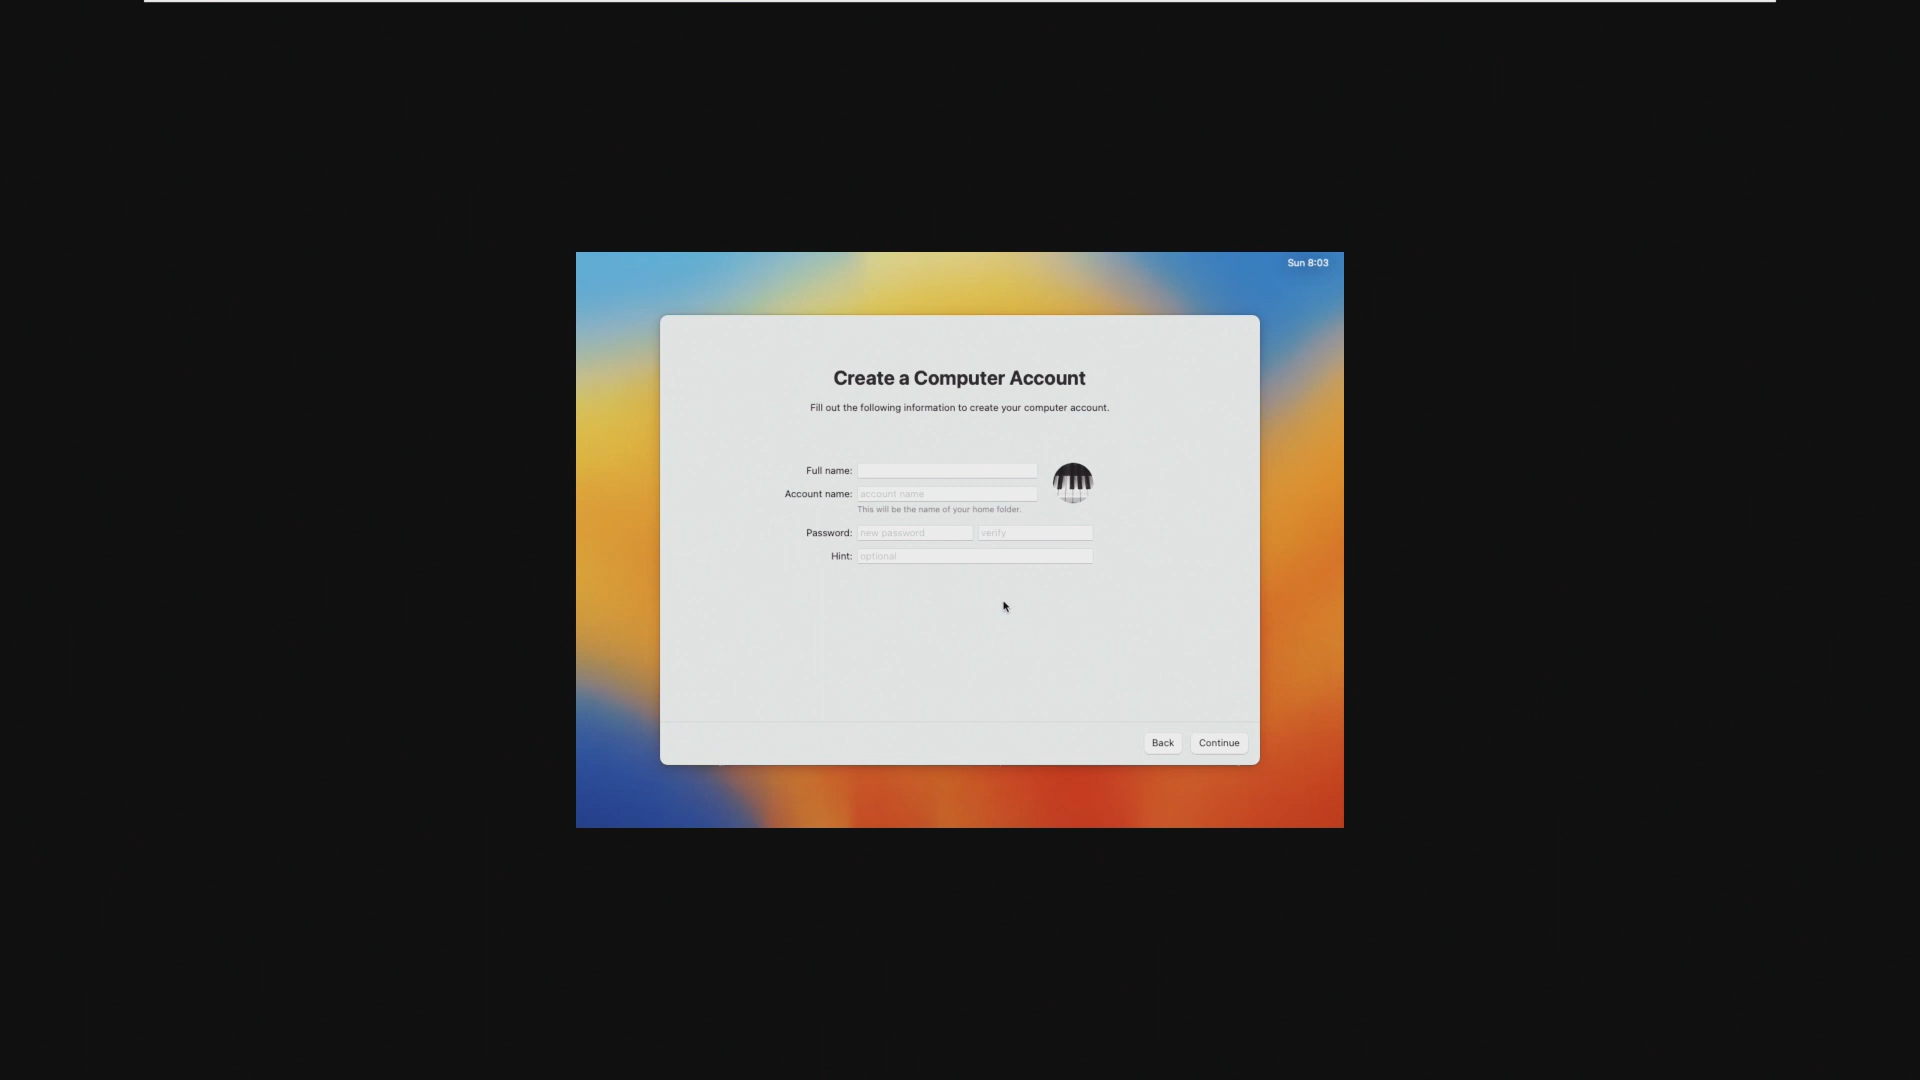 Sun 8:03
Create a Computer Account
Fill out the following information to create your computer account.
Full name:
Account name: account name
This will be the name of your home folder.
Password: new password verify
Hint: optional
Back Continue